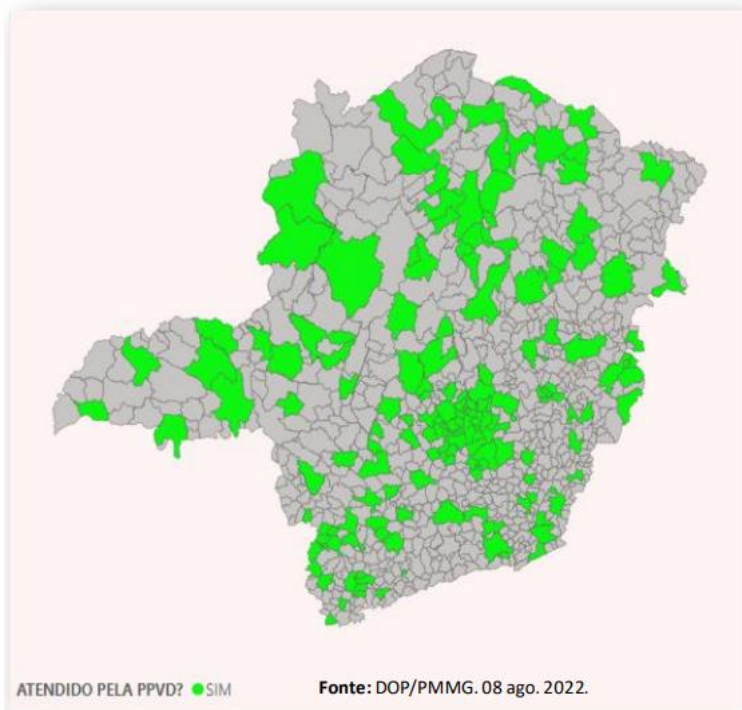 ATENDIDO PELA PPVD? SIM
Fonte: DOP/PMMG. 08 ago. 2022.